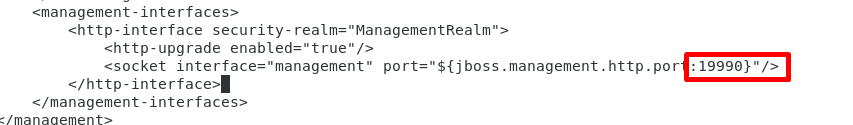 <management-interfaces>
<http-interface security-realm="ManagementRealm">
<http-upgrade enabled="true"/>
<socket interface="management" port="${jboss.management.http.port:19990}"/>
</http-interface>
</management-interfaces>
</management>